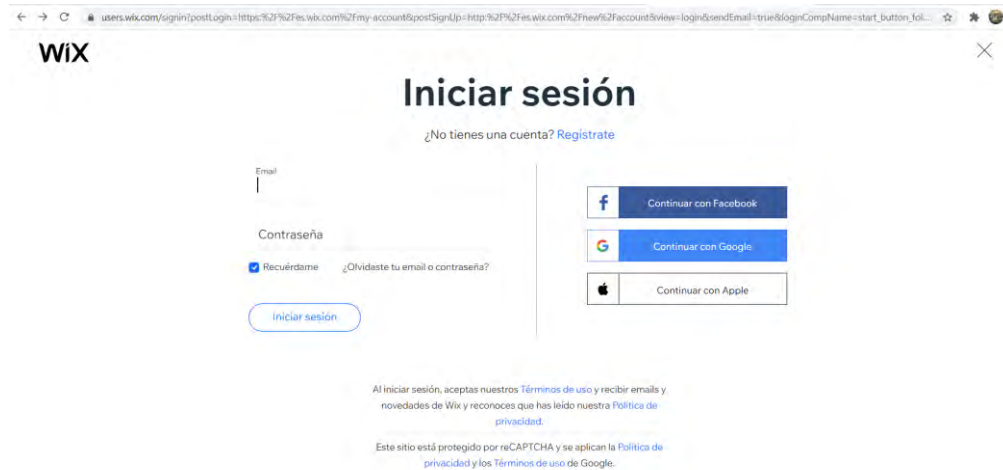 users.wix.com/signin?postLogin=https:%2F%2Fes.wix.com%2Fmy-account&postSignUp=http:%2F%2Fes.wix.com%2Fnew%2Faccount&view=login&sendEmail=true&loginCompName=start_button_fol...
WiX
Iniciar sesión
¿No tienes una cuenta? Regístrate
Email
Contraseña
Recuérdame ¿Olvidaste tu email o contraseña?
Iniciar sesión
f Continuar con Facebook
G Continuar con Google
Continuar con Apple
Al iniciar sesión, aceptas nuestros Términos de uso y recibir emails y
novedades de Wix y reconoces que has leído nuestra Política de
privacidad.
Este sitio está protegido por reCAPTCHA y se aplican la Política de
privacidad y los Términos de uso de Google.